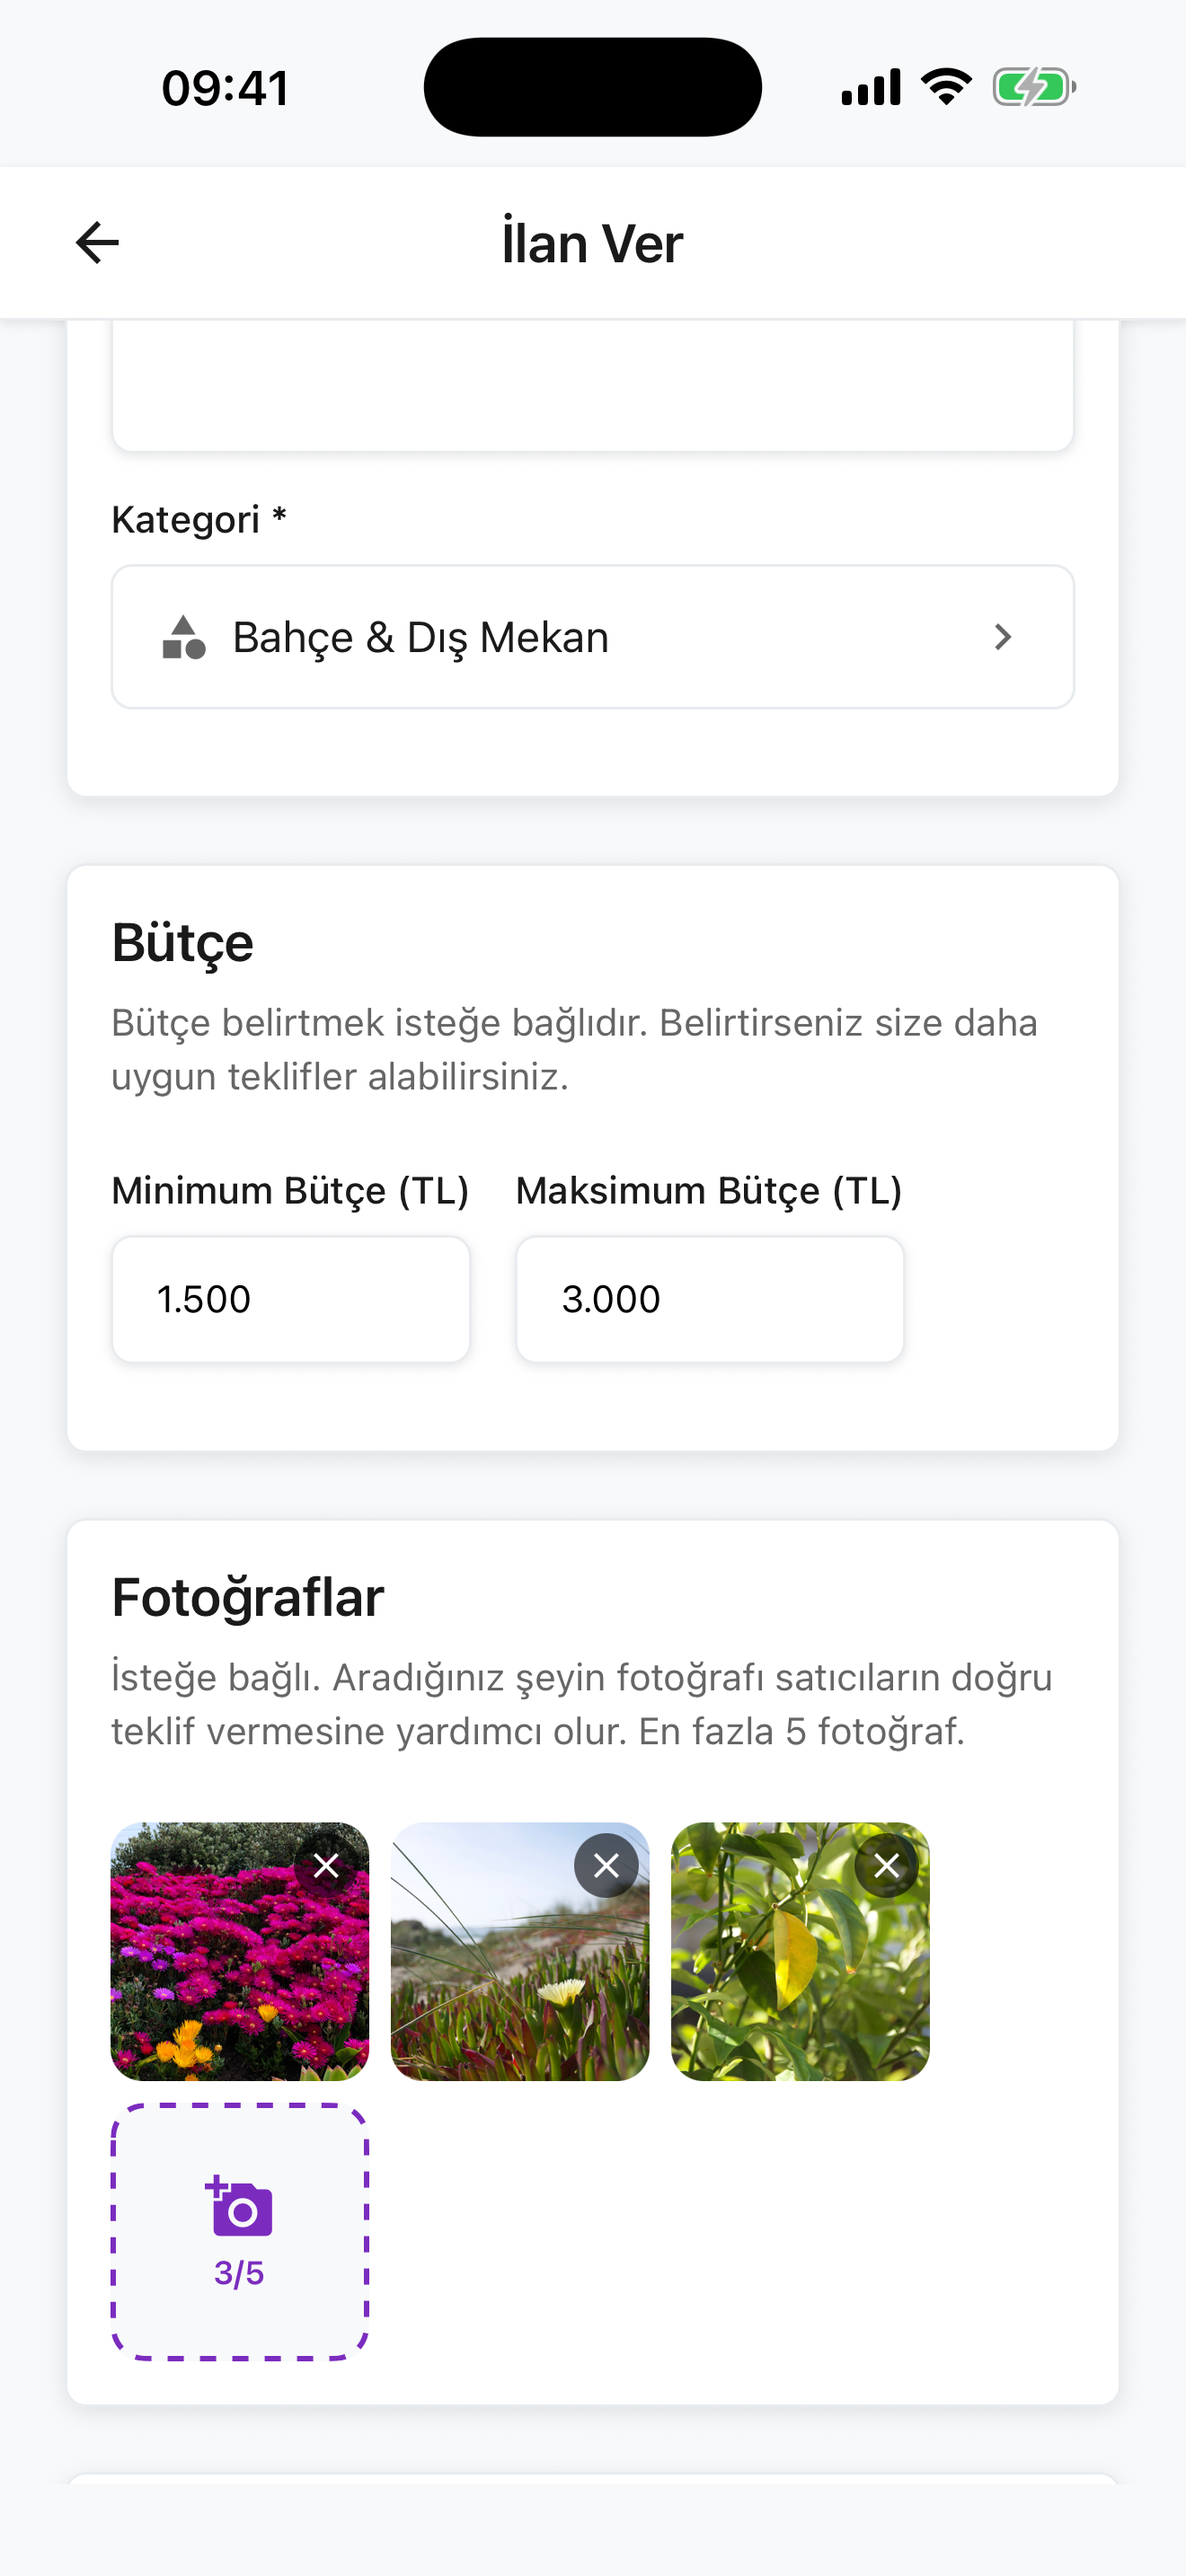 09:41
İlan Ver
Kategori *
Bahçe & Dış Mekan
Bütçe
Bütçe belirtmek isteğe bağlıdır. Belirtirseniz size daha
uygun teklifler alabilirsiniz.
Minimum Bütçe (TL) Maksimum Bütçe (TL)
1.500 3.000
Fotoğraflar
İsteğe bağlı. Aradığınız şeyin fotoğrafı satıcıların doğru
teklif vermesine yardımcı olur. En fazla 5 fotoğraf.
3/5